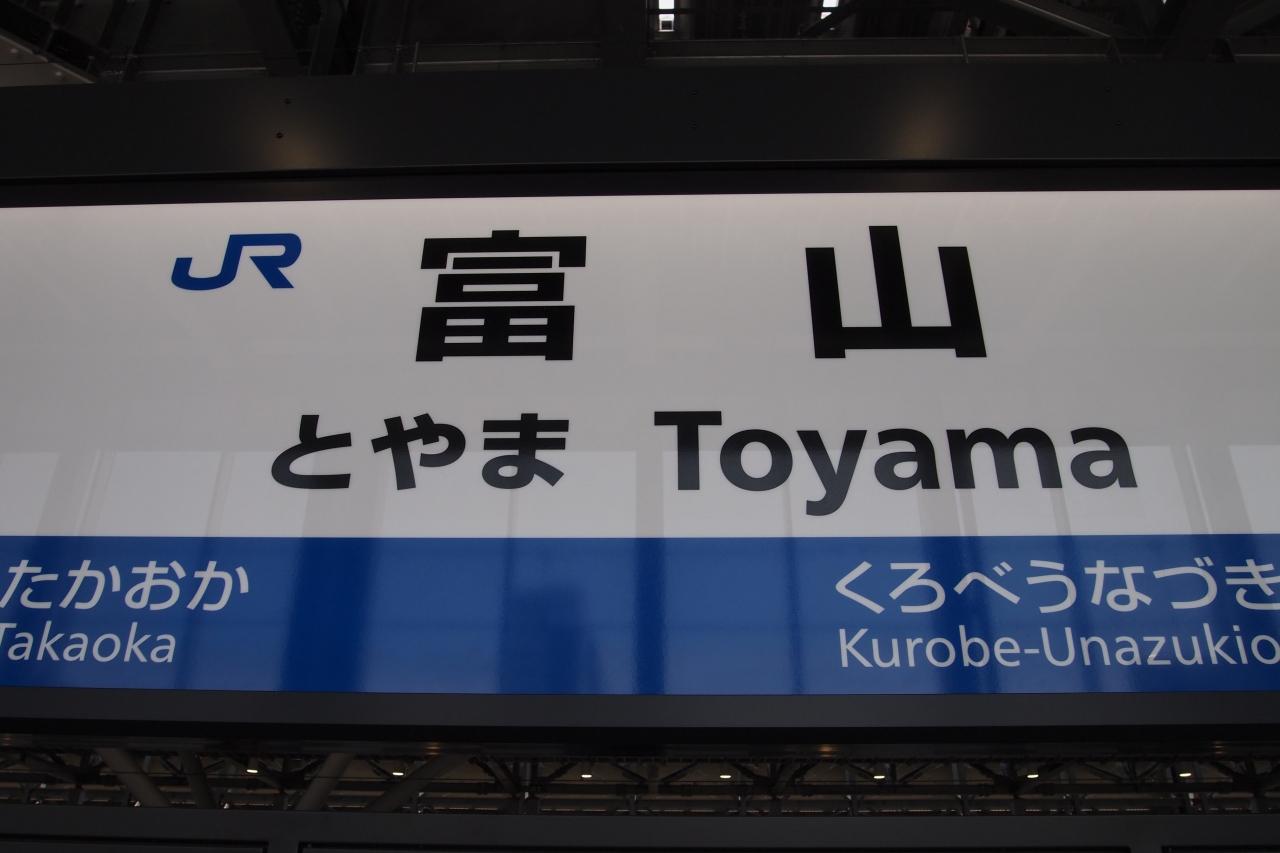 JR 富山
とやま Toyama
たかおか くろべうなづき
Takaoka Kurobe-Unazukio